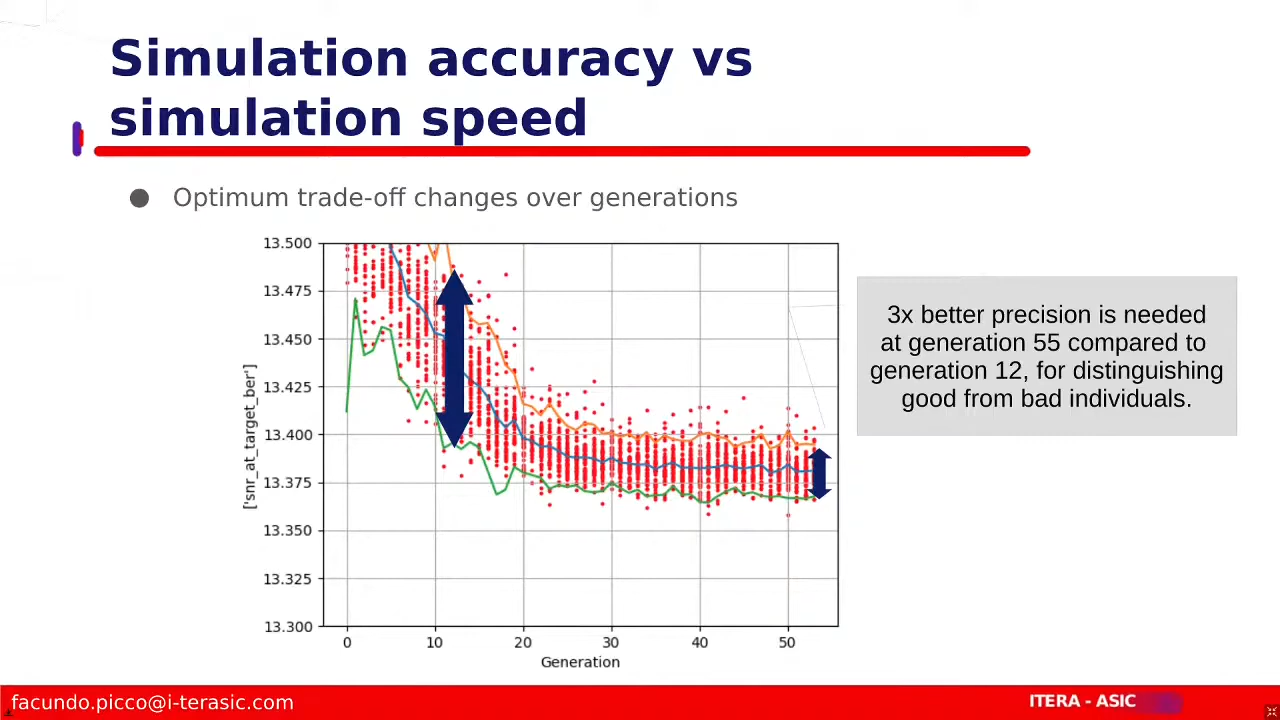 Simulation accuracy vs
simulation speed
● Optimum trade-off changes over generations
13.500
13.475
13.450
13.425
13.400
13.375
13.350
13.325
13.300
['snr_at_target_ber']
0 10 20 30 40 50
Generation
3x better precision is needed
at generation 55 compared to
generation 12, for distinguishing
good from bad individuals.
facundo.picco@i-terasic.com
ITERA - ASIC